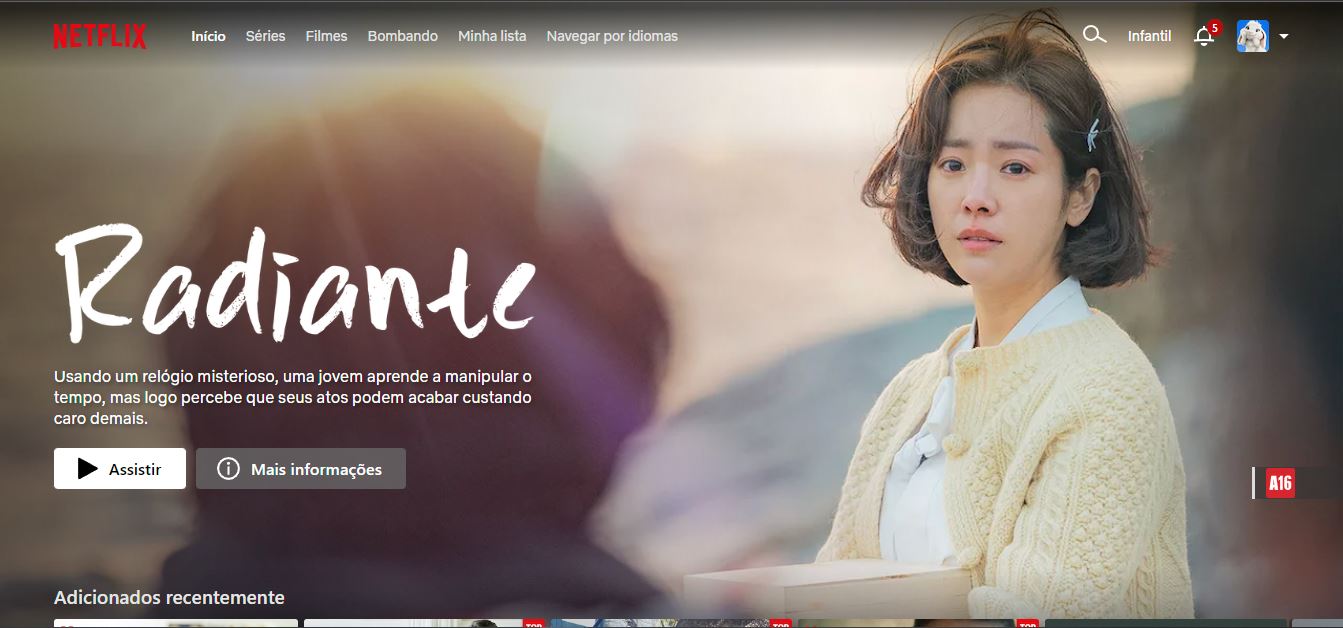 NETFLIX
Início
Séries
Filmes
Bombando
Minha lista
Navegar por idiomas
Infantil
5
Radiante
Usando um relógio misterioso, uma jovem aprende a manipular o
tempo, mas logo percebe que seus atos podem acabar custando
caro demais.
Assistir
Mais informações
A16
Adicionados recentemente
TOP
TOP
TOP